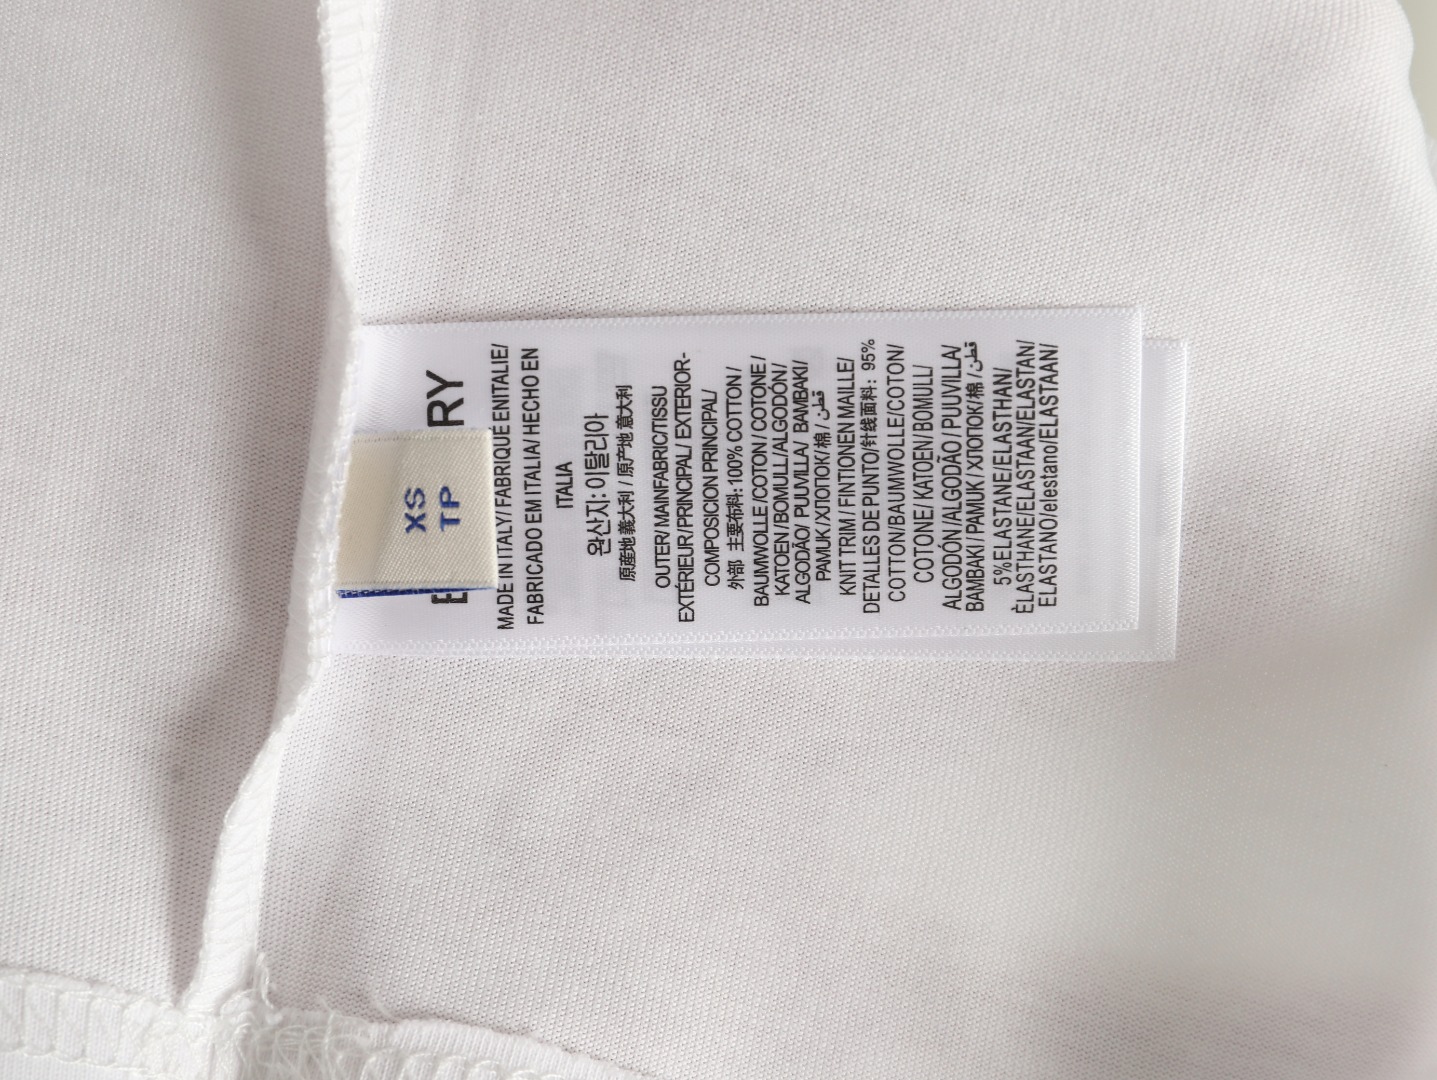 XS
TP
RY
MADE IN ITALY/ FABRIQUÉ ENITALIE/
FABRICADO EM ITALIA/ HECHO EN
ITALIA
완산지: 이탈리아
原産地 義大利 / 原产地 意大利
OUTER/ MAINFABRIC/TISSU
EXTÉRIEUR/PRINCIPAL/ EXTERIOR-
COMPOSICION PRINCIPAL/
外部 主要布料: 100% COTTON /
BAUMWOLLE /COTON / COTONE /
KATOEN /BOMULL /ALGODÓN /
ALGODÃO/ PUUVILLA/ BAMBAKI/
PAMUK /ХЛОПОК/ 棉 / قطن
KNIT TRIM / FINTIONEN MAILLE/
DETALLES DE PUNTO/针线面料: 95%
COTTON/BAUMWOLLE/COTON/
COTONE/ KATOEN/ BOMULL/
ALGODÓN /ALGODÃO / PUUVILLA/
BAMBAKI / PAMUK / ХЛОПОК/ 棉 / قطن
5% ELASTANE/ELASTHAN/
ÈLASTHANE/ELASTAAN/ELASTAN/
ELASTANO/elestano/ELASTAAN/